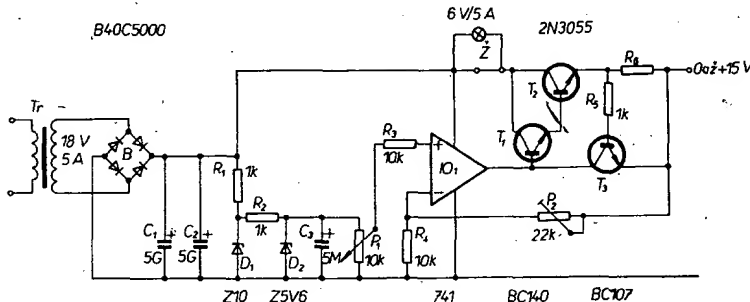 6 V/5 A
B40C5000
2N3055
Ž
R6
0 až +15 V
Tr
T2
R5
1k
18 V
5 A
B
R3
10k
+
IO1
T1
T3
R1
1k
R2
1k
−
P2
22k
C1
+
5G
C2
+
5G
D1
D2
C3
+
5M
P1
10k
R4
10k
Z10
Z5V6
741
BC140
BC107